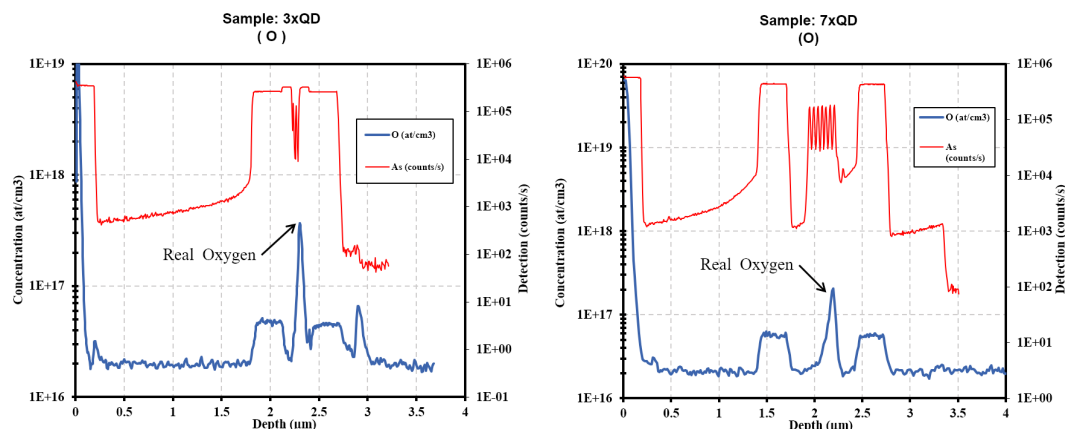 Sample: 3xQD
( O )
1E+19
1E+18
1E+17
1E+16
Concentration (at/cm3)
1E+06
1E+05
1E+04
1E+03
1E+02
1E+01
1E+00
1E-01
Detection (counts/s)
O (at/cm3)
As (counts/s)
Real Oxygen
0 0.5 1 1.5 2 2.5 3 3.5 4
Depth (µm)
Sample: 7xQD
(O)
1E+20
1E+19
1E+18
1E+17
1E+16
Concentration (at/cm3)
1E+06
1E+05
1E+04
1E+03
1E+02
1E+01
1E+00
Detection (counts/s)
O (at/cm3)
As
(counts/s)
Real Oxygen
0 0.5 1 1.5 2 2.5 3 3.5 4
Depth (µm)